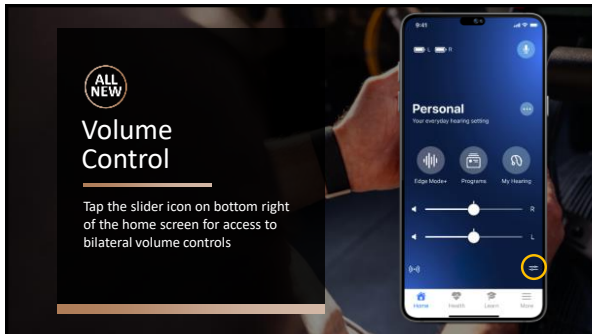 ALL
NEW
Volume
Control
Tap the slider icon on bottom right
of the home screen for access to
bilateral volume controls
9:41
L R
Personal
Your everyday hearing setting
Edge Mode+ Programs My Hearing
R
L
Home Health Learn More